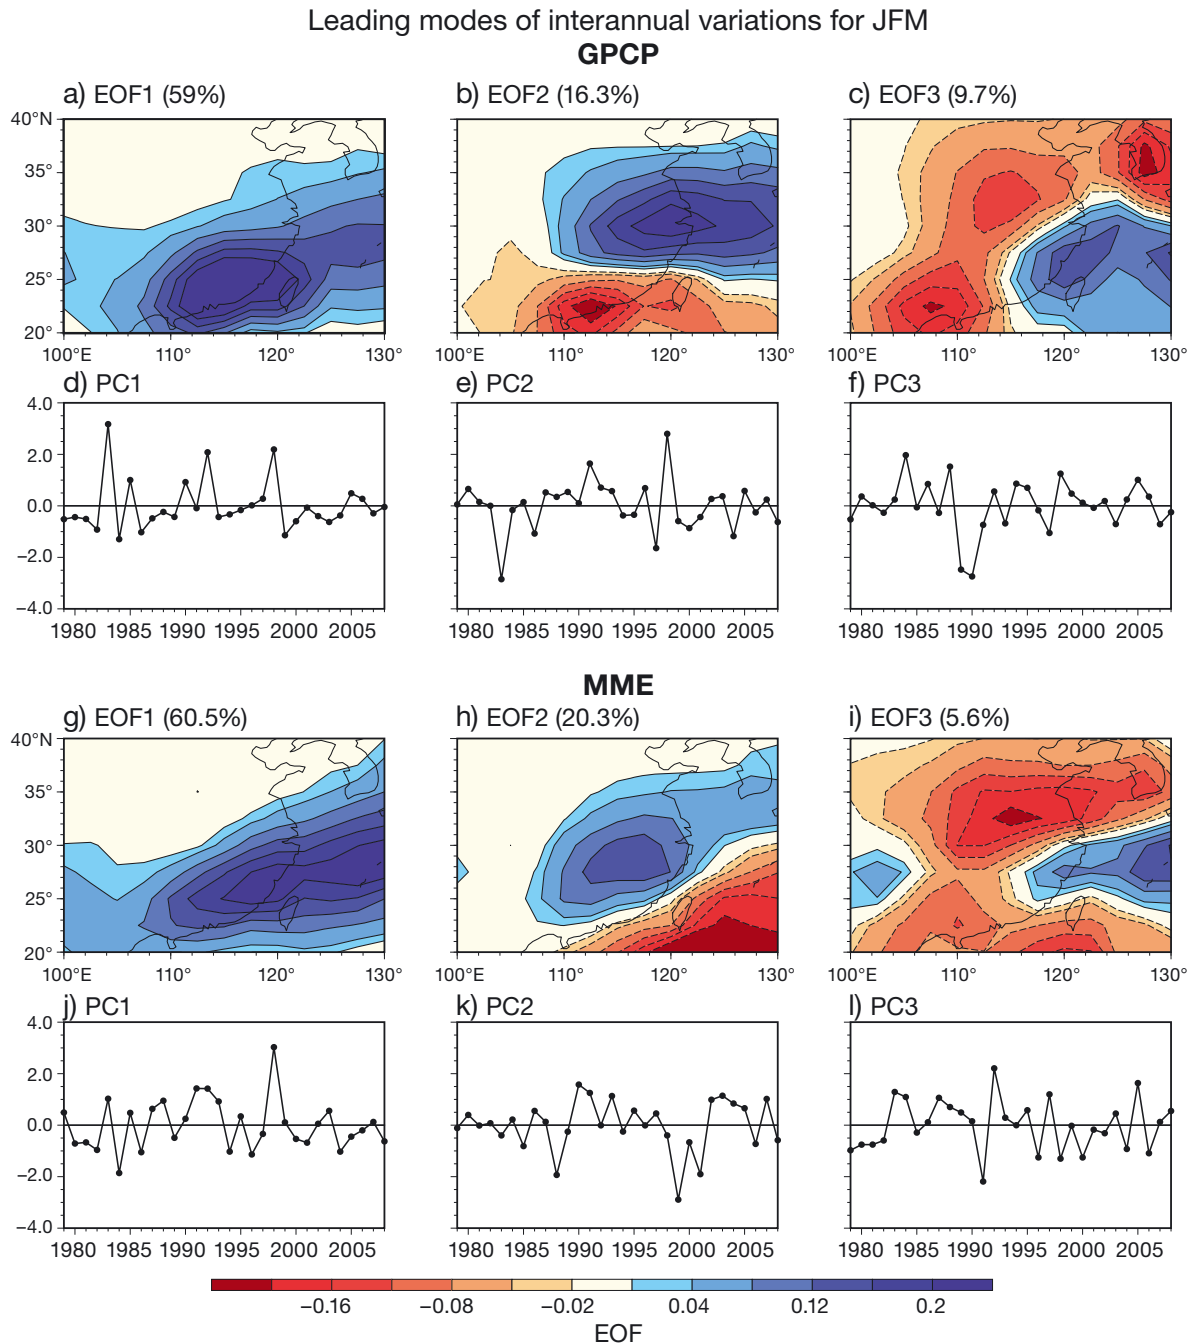 Leading modes of interannual variations for JFM
GPCP
a) EOF1 (59%) b) EOF2 (16.3%) c) EOF3 (9.7%)
40°N
35°
30°
25°
20°
100°E 110° 120° 130° 100°E 110° 120° 130° 100°E 110° 120° 130°
d) PC1 e) PC2 f) PC3
4.0
2.0
0.0
−2.0
−4.0
1980 1985 1990 1995 2000 2005 1980 1985 1990 1995 2000 2005 1980 1985 1990 1995 2000 2005
MME
g) EOF1 (60.5%) h) EOF2 (20.3%) i) EOF3 (5.6%)
40°N
35°
30°
25°
20°
100°E 110° 120° 130° 100°E 110° 120° 130° 100°E 110° 120° 130°
j) PC1 k) PC2 l) PC3
4.0
2.0
0.0
−2.0
−4.0
1980 1985 1990 1995 2000 2005 1980 1985 1990 1995 2000 2005 1980 1985 1990 1995 2000 2005
−0.16 −0.08 −0.02 0.04 0.12 0.2
EOF